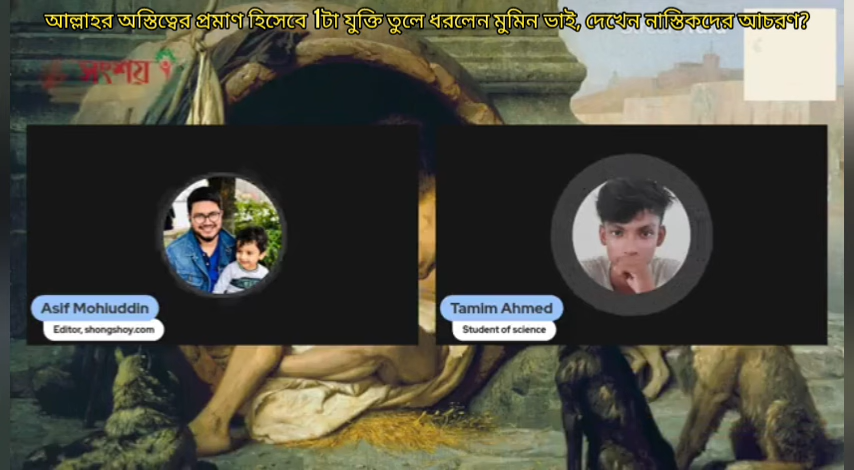 আল্লাহর অস্তিত্বের প্রমাণ হিসেবে 1টা যুক্তি তুলে ধরলেন মুমিন ভাই, দেখেন নাস্তিকদের আচরণ?
সংশয়
Asif Mohiuddin
Editor, shongshoy.com
Tamim Ahmed
Student of science